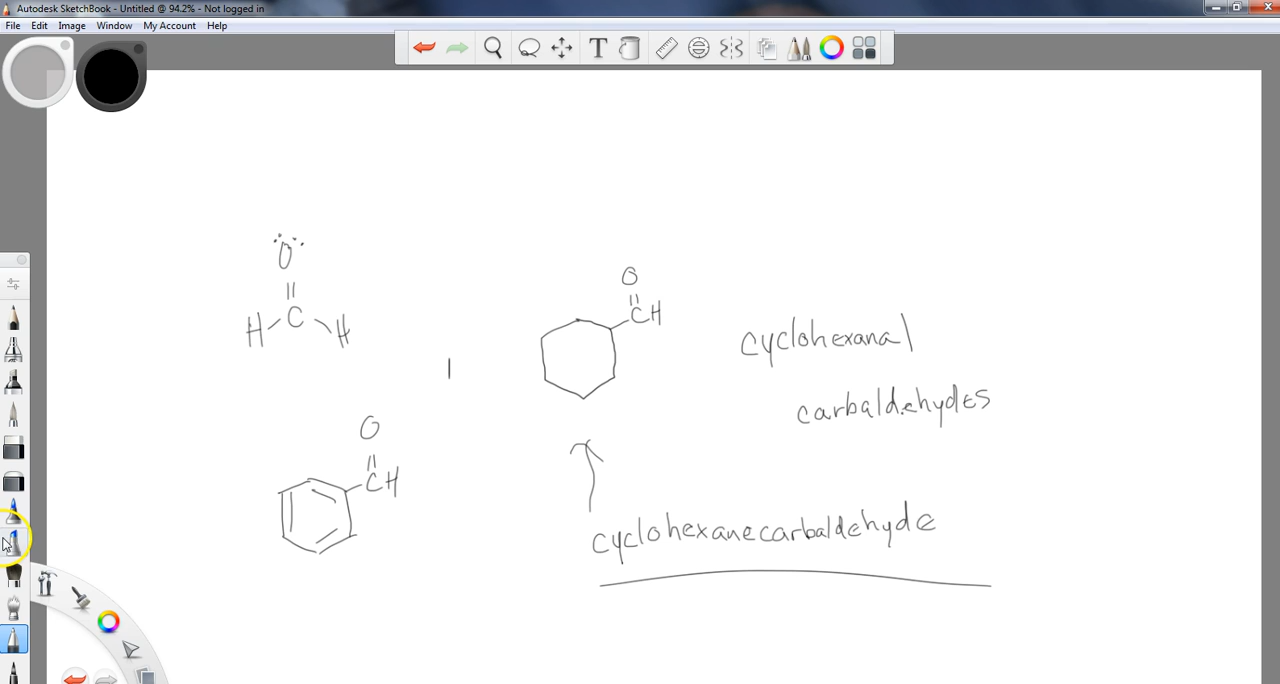 Autodesk SketchBook - Untitled @ 94.2% - Not logged in
File Edit Image Window My Account Help
T
O
||
H C H
O
||
CH
cyclohexanal
carbaldehydes
O
||
CH
cyclohexanecarbaldehyde